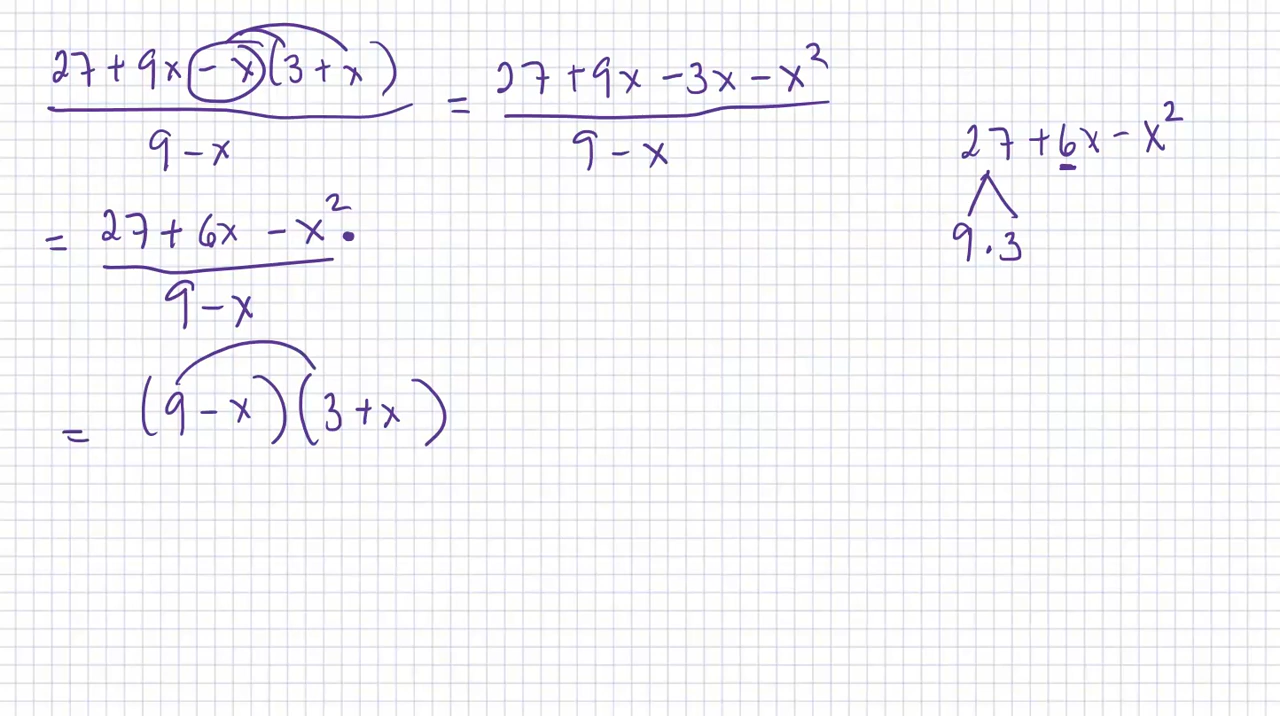 27 + 9x - x(3 + x) / 9 - x = 27 + 9x - 3x - x² / 9 - x
= 27 + 6x - x² / 9 - x
= (9 - x)(3 + x)
27 + 6x - x²
9 . 3